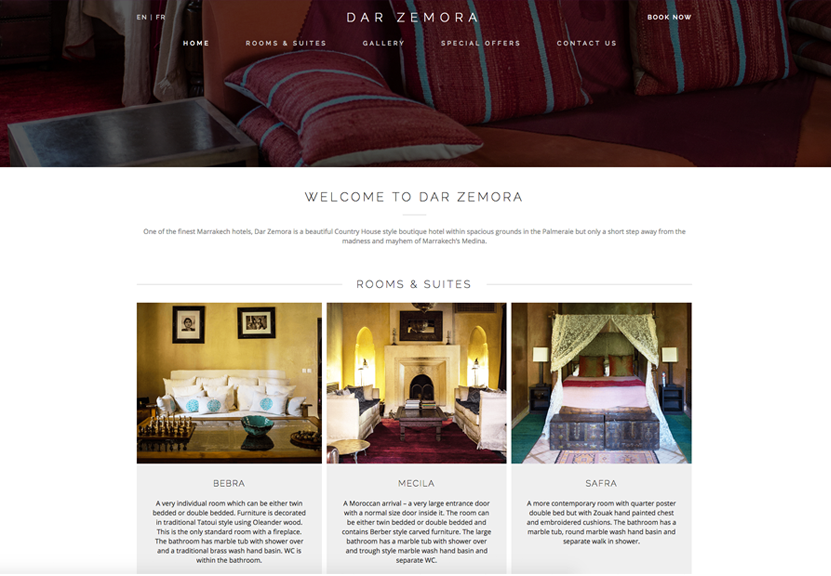 EN | FR
DAR ZEMORA
BOOK NOW
HOME
ROOMS & SUITES
GALLERY
SPECIAL OFFERS
CONTACT US
WELCOME TO DAR ZEMORA
One of the finest Marrakech hotels, Dar Zemora is a beautiful Country House style boutique hotel within spacious grounds in the Palmeraie but only a short step away from the
madness and mayhem of Marrakech's Medina.
ROOMS & SUITES
BEBRA
A very individual room which can be either twin
bedded or double bedded. Furniture is decorated
in traditional Tatoui style using Oleander wood.
This is the only standard room with a fireplace.
The bathroom has marble tub with shower over
and a traditional brass wash hand basin. WC is
within the bathroom.
MECILA
A Moroccan arrival – a very large entrance door
with a normal size door inside it. The room can
be either twin bedded or double bedded and
contains Berber style carved furniture. The large
bathroom has a marble tub with shower over
and trough style marble wash hand basin and
separate WC.
SAFRA
A more contemporary room with quarter poster
double bed but with Zouak hand painted chest
and embroidered cushions. The bathroom has a
marble tub, round marble wash hand basin and
separate walk in shower.